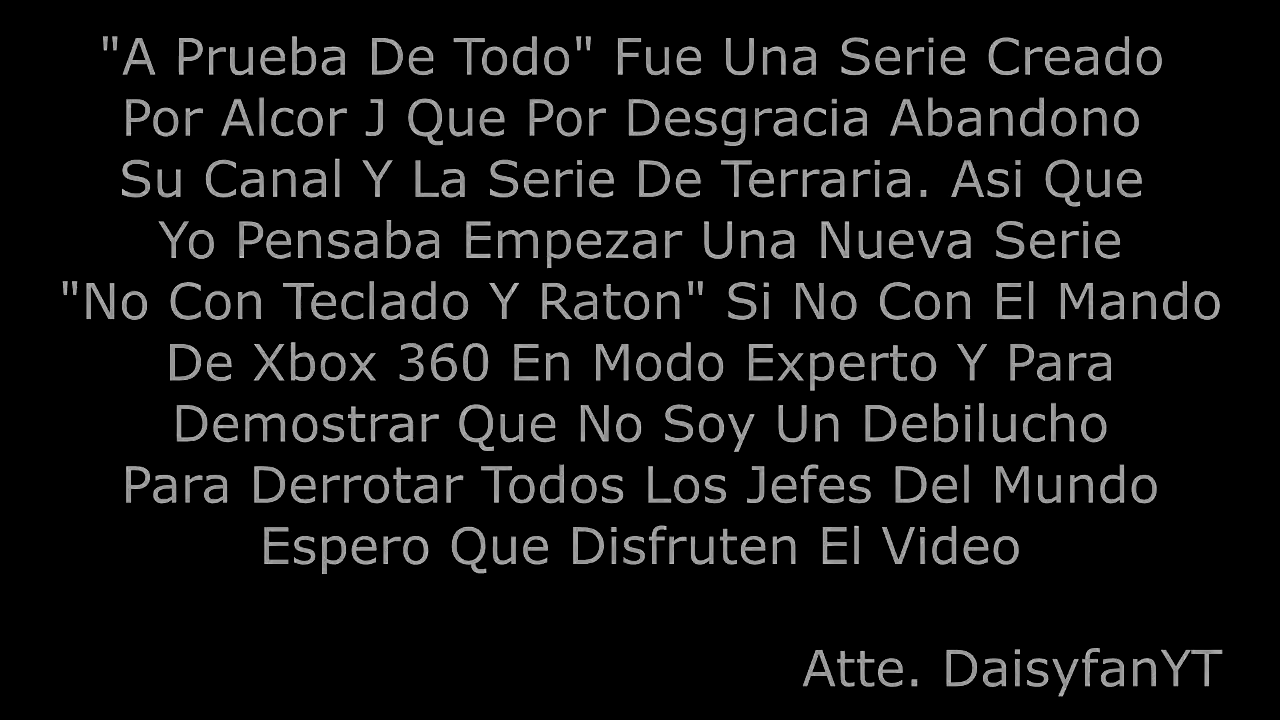 "A Prueba De Todo" Fue Una Serie Creado
Por Alcor J Que Por Desgracia Abandono
Su Canal Y La Serie De Terraria. Asi Que
Yo Pensaba Empezar Una Nueva Serie
"No Con Teclado Y Raton" Si No Con El Mando
De Xbox 360 En Modo Experto Y Para
Demostrar Que No Soy Un Debilucho
Para Derrotar Todos Los Jefes Del Mundo
Espero Que Disfruten El Video
Atte. DaisyfanYT